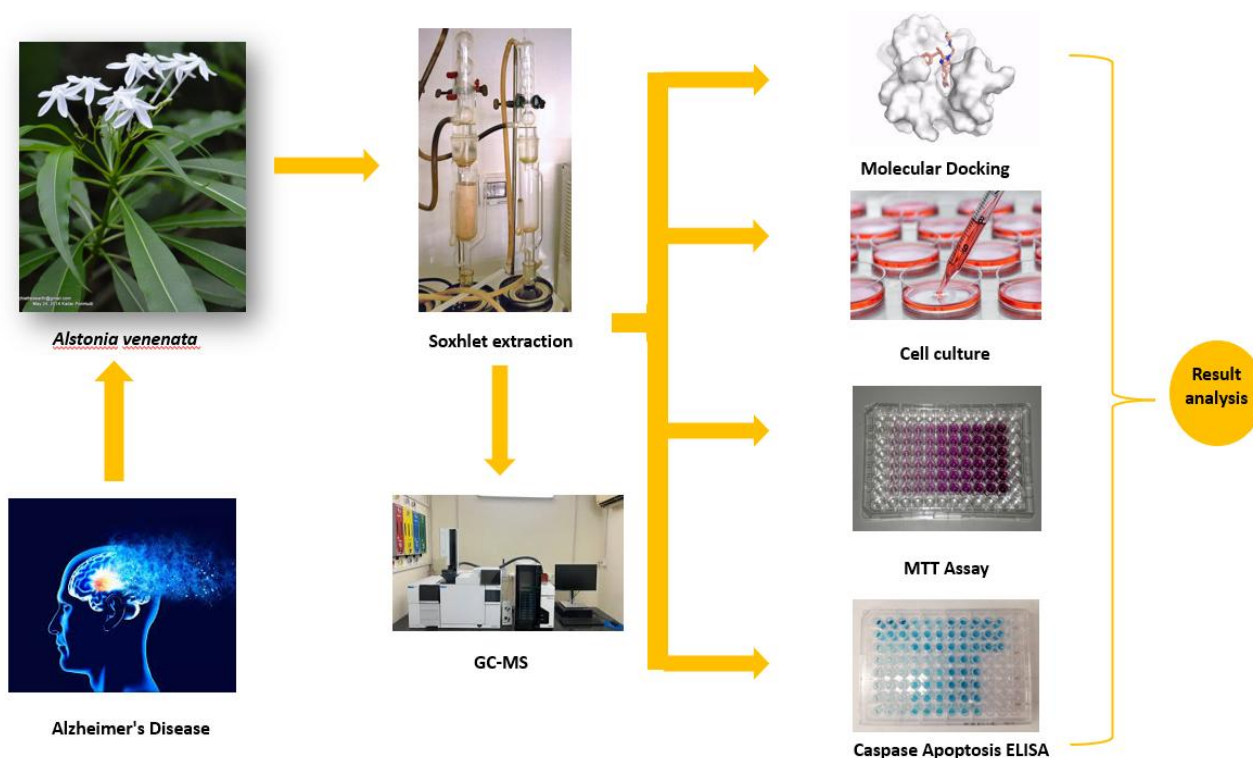 Alstonia venenata
Alzheimer's Disease
Soxhlet extraction
GC-MS
Molecular Docking
Cell culture
MTT Assay
Caspase Apoptosis ELISA
Result
analysis